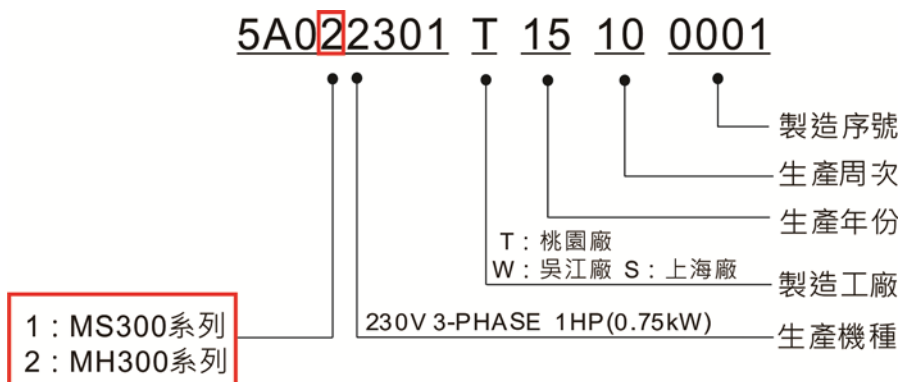 5A022301 T 15 10 0001
製造序號
生產周次
生產年份
T：桃園廠
W：吳江廠 S：上海廠
製造工廠
230V 3-PHASE 1HP(0.75kW)
生產機種
1：MS300系列
2：MH300系列